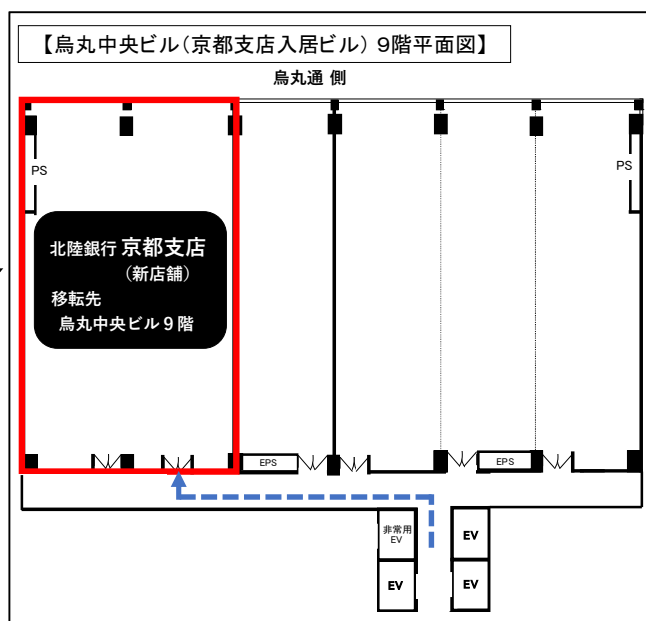 【烏丸中央ビル(京都支店入居ビル) 9階平面図】
烏丸通 側
PS
PS
北陸銀行 京都支店
(新店舗)
移転先
烏丸中央ビル9階
EPS
EPS
非常用
EV
EV
EV
EV